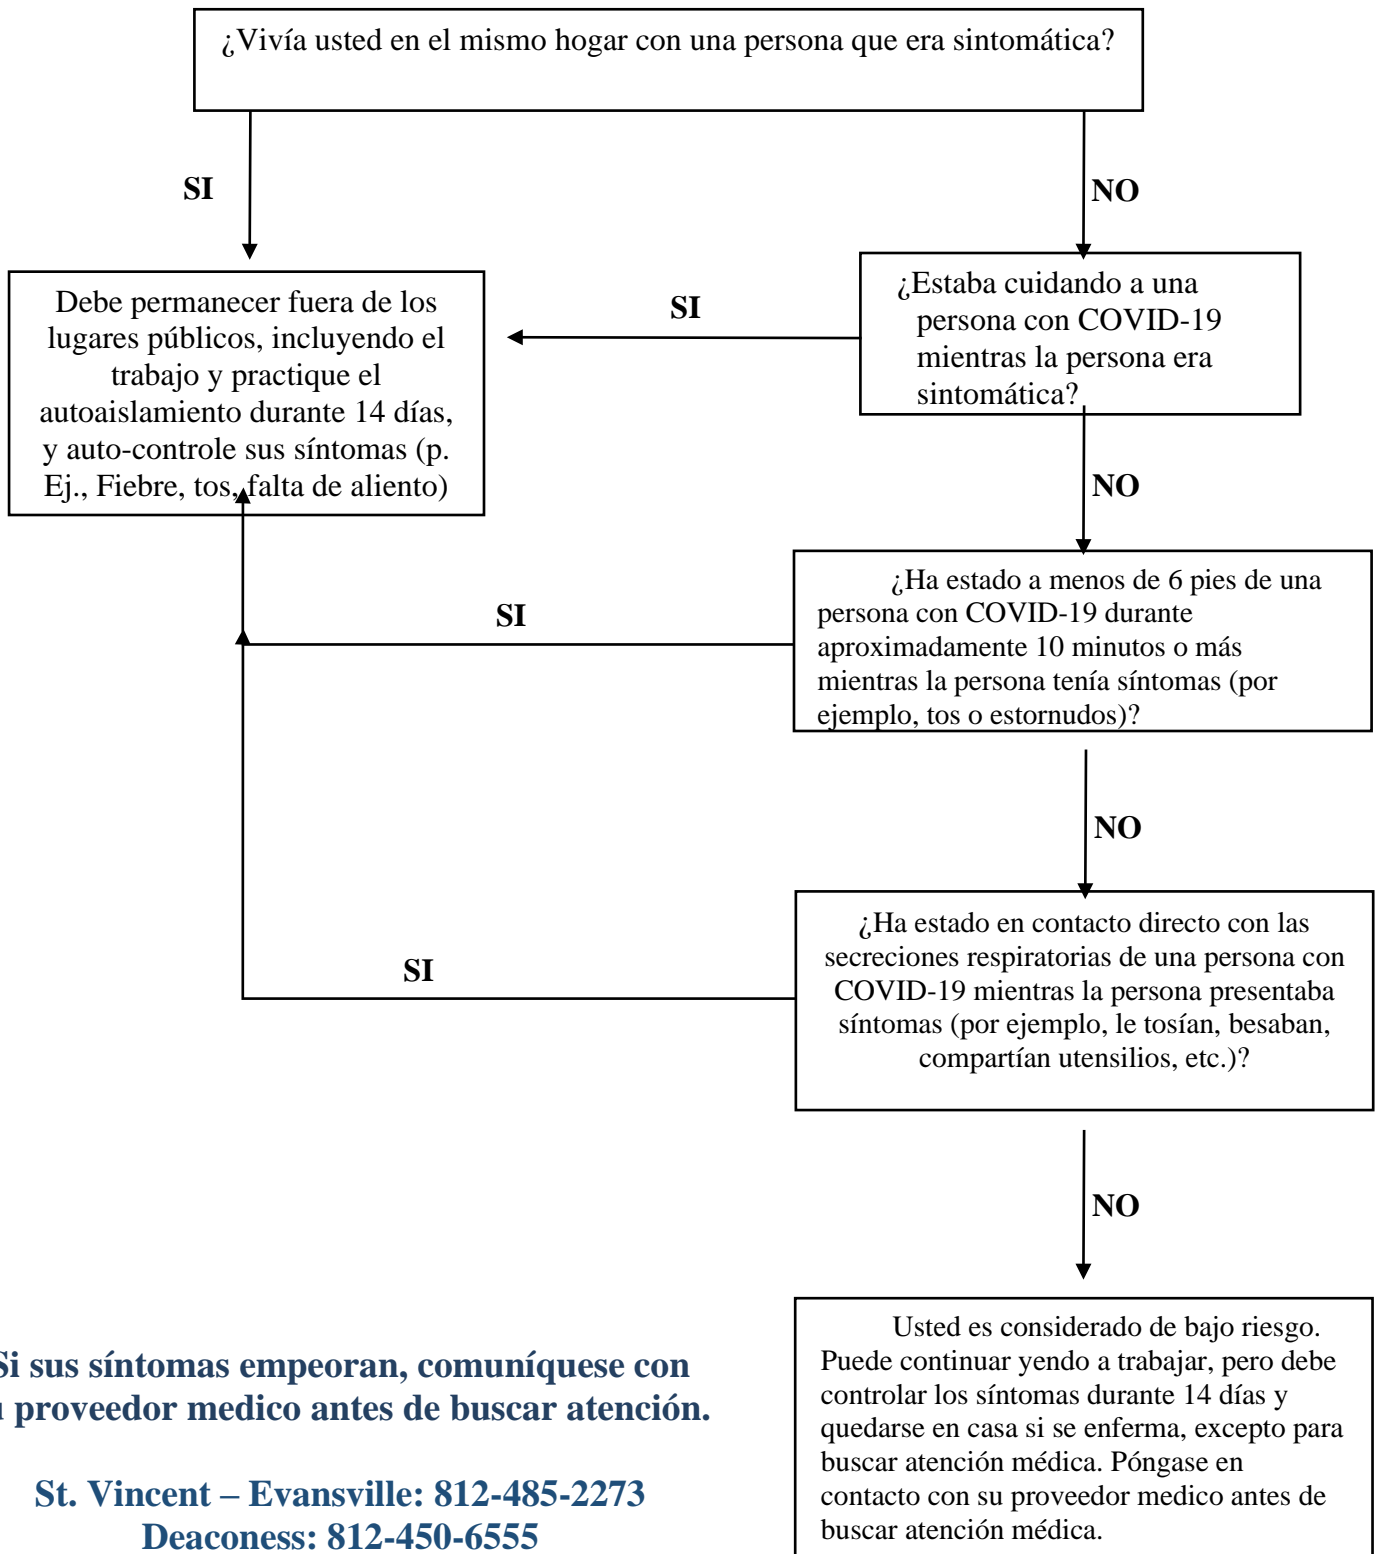 ¿Vivía usted en el mismo hogar con una persona que era sintomática?
SI
NO
Debe permanecer fuera de los
lugares públicos, incluyendo el
trabajo y practique el
autoaislamiento durante 14 días,
y auto-controle sus síntomas (p.
Ej., Fiebre, tos, falta de aliento)
SI
¿Estaba cuidando a una
persona con COVID-19
mientras la persona era
sintomática?
NO
SI
¿Ha estado a menos de 6 pies de una
persona con COVID-19 durante
aproximadamente 10 minutos o más
mientras la persona tenía síntomas (por
ejemplo, tos o estornudos)?
NO
SI
¿Ha estado en contacto directo con las
secreciones respiratorias de una persona con
COVID-19 mientras la persona presentaba
síntomas (por ejemplo, le tosían, besaban,
compartían utensilios, etc.)?
NO
Usted es considerado de bajo riesgo.
Puede continuar yendo a trabajar, pero debe
controlar los síntomas durante 14 días y
quedarse en casa si se enferma, excepto para
buscar atención médica. Póngase en
contacto con su proveedor medico antes de
buscar atención médica.
Si sus síntomas empeoran, comuníquese con
proveedor medico antes de buscar atención.
St. Vincent – Evansville: 812-485-2273
Deaconess: 812-450-6555